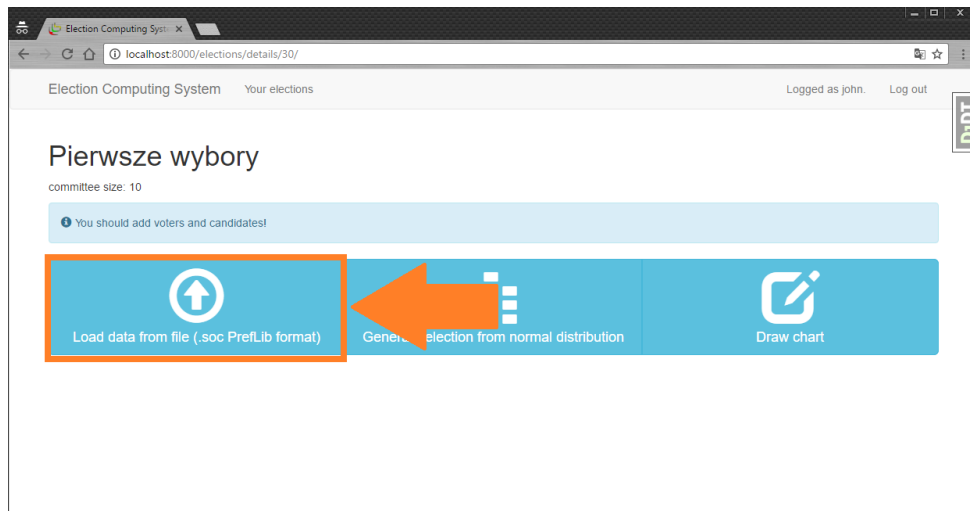 Election Computing Syst
localhost:8000/elections/details/30/
Election Computing System Your elections Logged as john. Log out
DjDT
Pierwsze wybory
committee size: 10
You should add voters and candidates!
Load data from file (.soc PrefLib format)
election from normal distribution
Draw chart